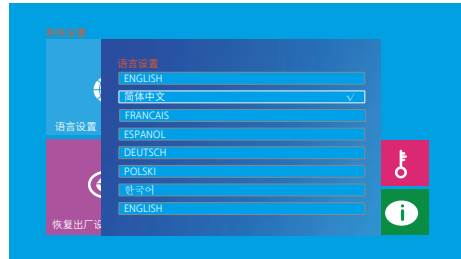 系统设置
语言设置
ENGLISH
简体中文
FRANCAIS
ESPANOL
DEUTSCH
POLSKI
한국어
ENGLISH
语言设置
恢复出厂设